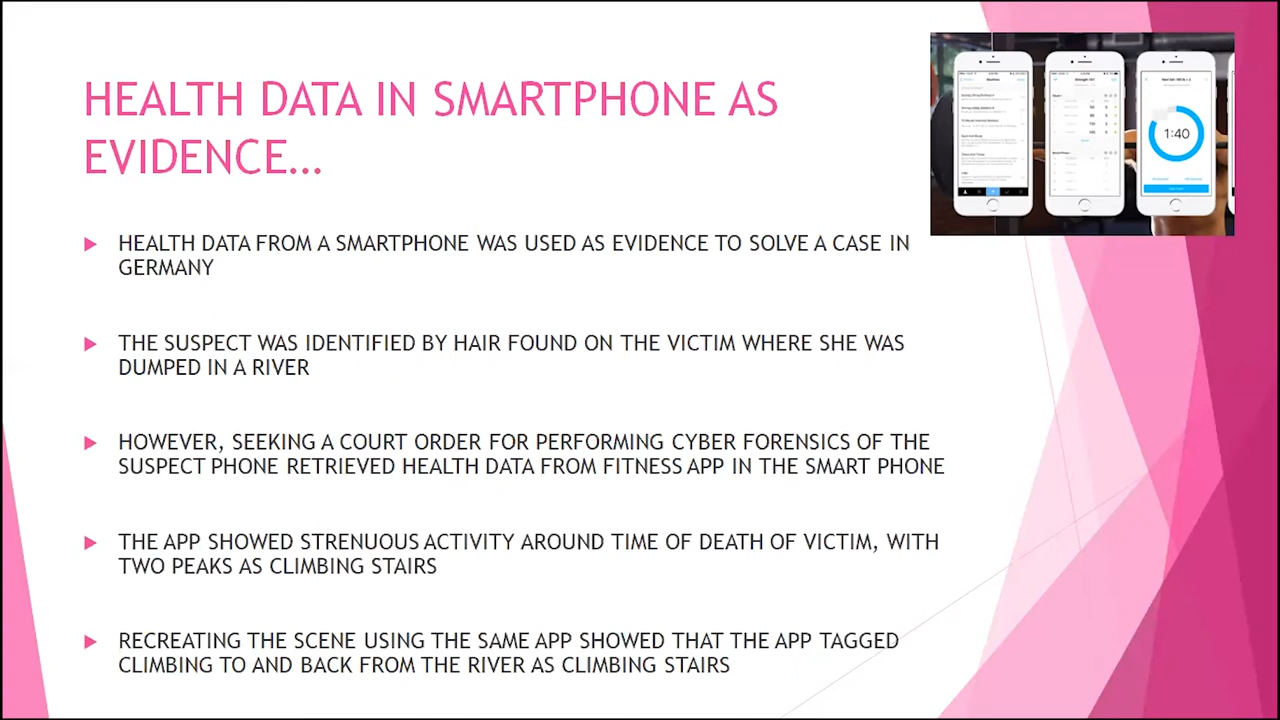 HEALTH DATA IN SMARTPHONE AS
EVIDENCE...
HEALTH DATA FROM A SMARTPHONE WAS USED AS EVIDENCE TO SOLVE A CASE IN
GERMANY
THE SUSPECT WAS IDENTIFIED BY HAIR FOUND ON THE VICTIM WHERE SHE WAS
DUMPED IN A RIVER
HOWEVER, SEEKING A COURT ORDER FOR PERFORMING CYBER FORENSICS OF THE
SUSPECT PHONE RETRIEVED HEALTH DATA FROM FITNESS APP IN THE SMART PHONE
THE APP SHOWED STRENUOUS ACTIVITY AROUND TIME OF DEATH OF VICTIM, WITH
TWO PEAKS AS CLIMBING STAIRS
RECREATING THE SCENE USING THE SAME APP SHOWED THAT THE APP TAGGED
CLIMBING TO AND BACK FROM THE RIVER AS CLIMBING STAIRS
1:40